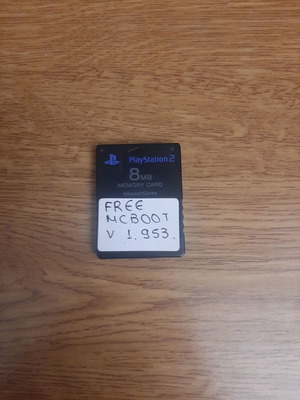 PlayStation 2
8MB
MEMORY CARD
FREE
MCBOOT
V 1.953.